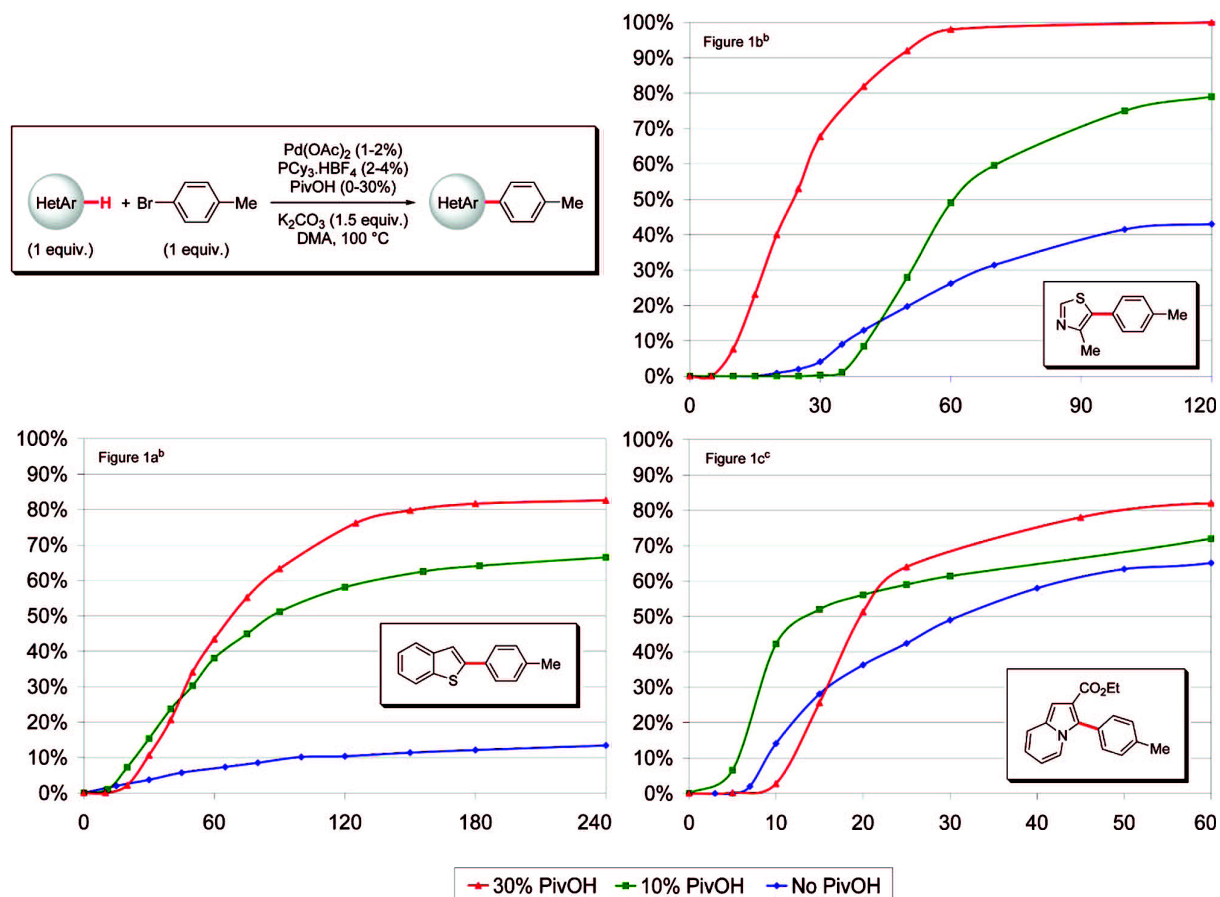 HetAr
H
+
Br
Me
(1 equiv.)
(1 equiv.)
Pd(OAc)2 (1-2%)
PCy3.HBF4 (2-4%)
PivOH (0-30%)
K2CO3 (1.5 equiv.)
DMA, 100 °C
HetAr
Me
Figure 1b^b
100%
90%
80%
70%
60%
50%
40%
30%
20%
10%
0%
0 30 60 90 120
S
N
Me
Me
Figure 1a^b
100%
90%
80%
70%
60%
50%
40%
30%
20%
10%
0%
0 60 120 180 240
S
Me
Figure 1c^c
100%
90%
80%
70%
60%
50%
40%
30%
20%
10%
0%
0 10 20 30 40 50 60
CO2Et
N
Me
30% PivOH 10% PivOH No PivOH